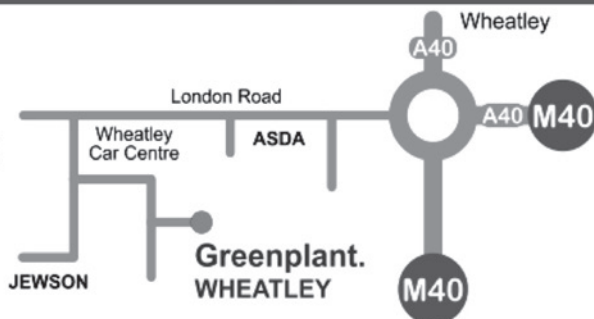 Wheatley
A40
London Road
A40
M40
Wheatley
Car Centre
ASDA
Greenplant.
WHEATLEY
JEWSON
M40